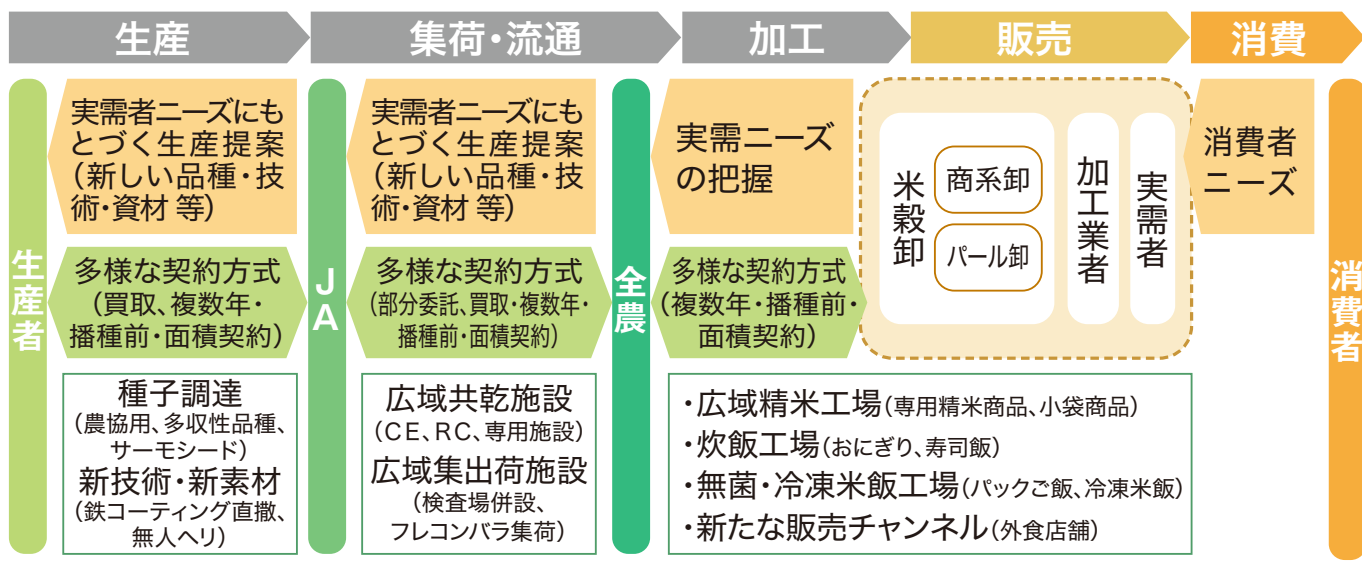 生産
集荷・流通
加工
販売
消費
生産者
実需者ニーズにも
とづく生産提案
(新しい品種・技
術・資材 等)
多様な契約方式
(買取、複数年・
播種前・面積契約)
種子調達
(農協用、多収性品種、
サーモシード)
新技術・新素材
(鉄コーティング直撒、
無人ヘリ)
JA
実需者ニーズにも
とづく生産提案
(新しい品種・技
術・資材 等)
多様な契約方式
(部分委託、買取・複数年・
播種前・面積契約)
広域共乾施設
(CE、RC、専用施設)
広域集出荷施設
(検査場併設、
フレコンバラ集荷)
全農
実需ニーズ
の把握
多様な契約方式
(複数年・播種前・
面積契約)
米穀卸
商系卸
パール卸
加工業者
実需者
消費者
ニーズ
・広域精米工場(専用精米商品、小袋商品)
・炊飯工場(おにぎり、寿司飯)
・無菌・冷凍米飯工場(パックご飯、冷凍米飯)
・新たな販売チャンネル(外食店舗)
消費者